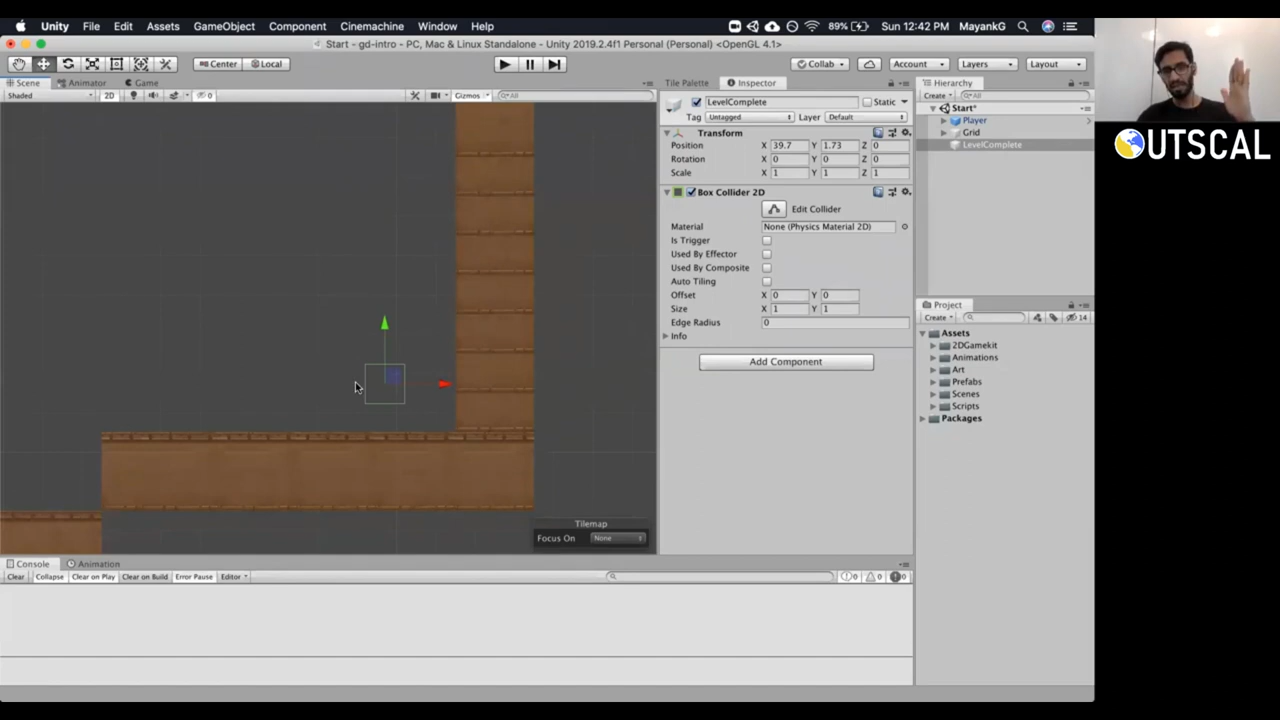 Unity File Edit Assets GameObject Component Cinemachine Window Help 89% Sun 12:42 PM MayankG
Start - gd-intro - PC, Mac & Linux Standalone - Unity 2019.2.4f1 Personal (Personal) <OpenGL 4.1>
Center Local Collab Account Layers Layout
Scene Animator Game Tile Palette Inspector Hierarchy
Shaded 2D 0 Gizmos All
LevelComplete Static
Create All
Tag Untagged Layer Default
Start*
Player
Grid
LevelComplete
Transform
Position X 39.7 Y 1.73 Z 0
Rotation X 0 Y 0 Z 0
Scale X 1 Y 1 Z 1
Box Collider 2D
Edit Collider
Material None (Physics Material 2D)
Is Trigger
Used By Effector
Used By Composite
Auto Tiling
Offset X 0 Y 0
Size X 1 Y 1
Edge Radius 0
Info
Add Component
Project
Create 14
Assets
2DGamekit
Animations
Art
Prefabs
Scenes
Scripts
Packages
Tilemap
Focus On None
Console Animation
Clear Collapse Clear on Play Clear on Build Error Pause Editor 0 0 0
OUTSCAL